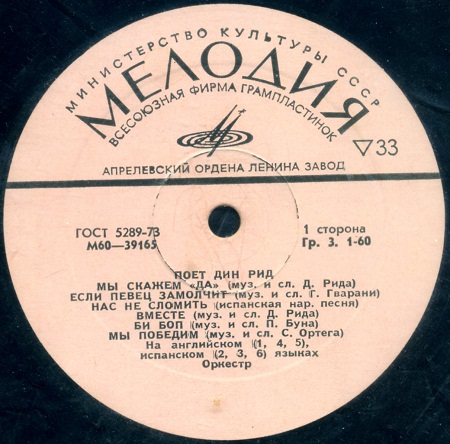 МИНИСТЕРСТВО КУЛЬТУРЫ СССР
МЕЛОДИЯ
ВСЕСОЮЗНАЯ ФИРМА ГРАМПЛАСТИНОК
▽33
АПРЕЛЕВСКИЙ ОРДЕНА ЛЕНИНА ЗАВОД
ГОСТ 5289-73
М60—39165
1 сторона
Гр. 3. 1-60
ПОЕТ ДИН РИД
МЫ СКАЖЕМ «ДА» (муз. и сл. Д. Рида)
ЕСЛИ ПЕВЕЦ ЗАМОЛЧИТ (муз. и сл. Г. Гварани)
НАС НЕ СЛОМИТЬ (испанская нар. песня)
ВМЕСТЕ (муз. и сл. Д. Рида)
БИ БОП (муз. и сл. П. Буна)
МЫ ПОБЕДИМ (муз. и сл. С. Ортега)
На английском (1, 4, 5),
испанском (2, 3, 6) языках
Оркестр